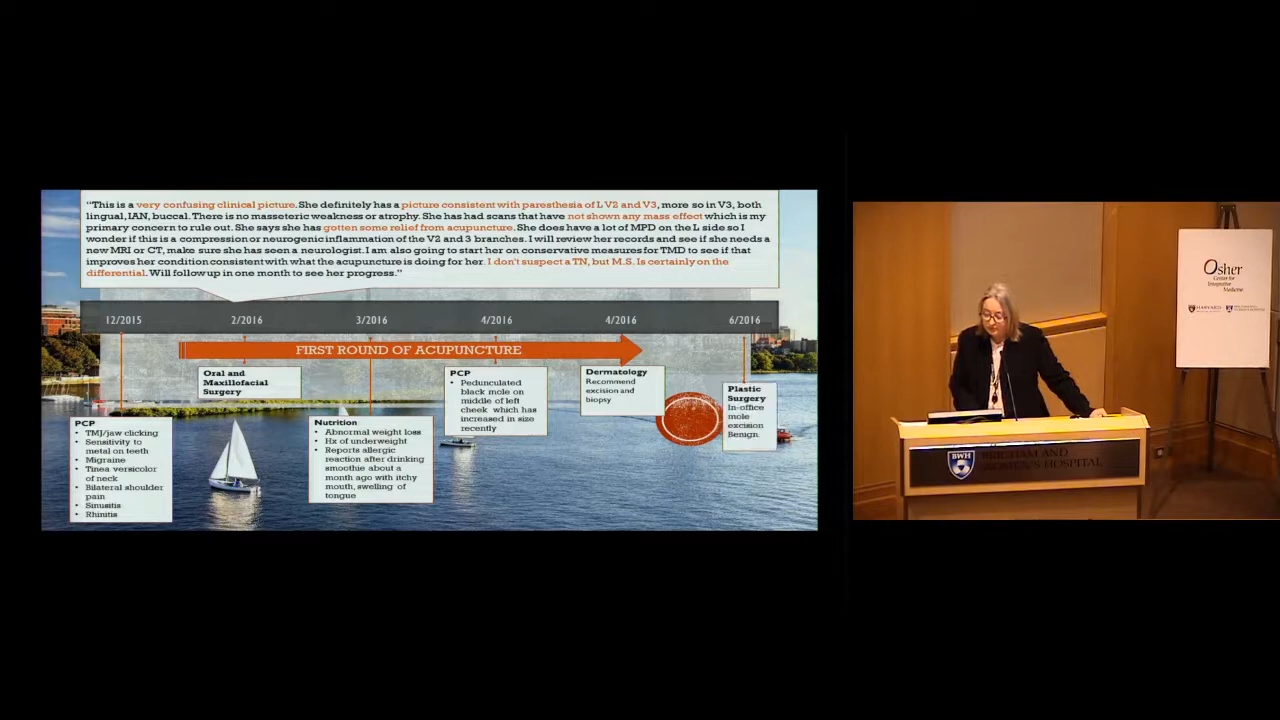 "This is a very confusing clinical picture. She definitely has a picture consistent with paresthesia of L V2 and V3, more so in V3, both
lingual, IAN, buccal. There is no masseteric weakness or atrophy. She has had scans that have not shown any mass effect which is my
primary concern to rule out. She says she has gotten some relief from acupuncture. She does have a lot of MPD on the L side so I
wonder if this is a compression or neurogenic inflamation of the V2 and 3 branches. I will review her records and see if she needs a
new MRI or CT, make sure she has seen a neurologist. I am also going to start her on conservative measures for TMD to see if that
improves her condition consistent with what the acupuncture is doing for her. I don't suspect a TN, but M.S. Is certainly on the
differential. Will follow up in one month to see her progress."
12/2015
2/2016
3/2016
4/2016
4/2016
6/2016
FIRST ROUND OF ACUPUNCTURE
PCP
• TMJ/jaw clicking
• Sensitivity to
metal on teeth
• Migraine
• Tinea versicolor
of neck
• Bilateral shoulder
pain
• Sinusitis
• Rhinitis
Oral and
Maxillofacial
Surgery
Nutrition
• Abnormal weight loss
• Hx of underweight
• Reports allergic
reaction after drinking
smoothie about a
month ago with itchy
mouth, swelling of
tongue
PCP
• Pedunculated
black mole on
middle of left
cheek which has
increased in size
recently
Dermatology
Recommend
excision and
biopsy
Plastic
Surgery
In-office
mole
excision
Benign.
Osher
Center for
Integrative
Medicine
HARVARD
BWH
BRIGHAM AND
WOMEN'S HOSPITAL